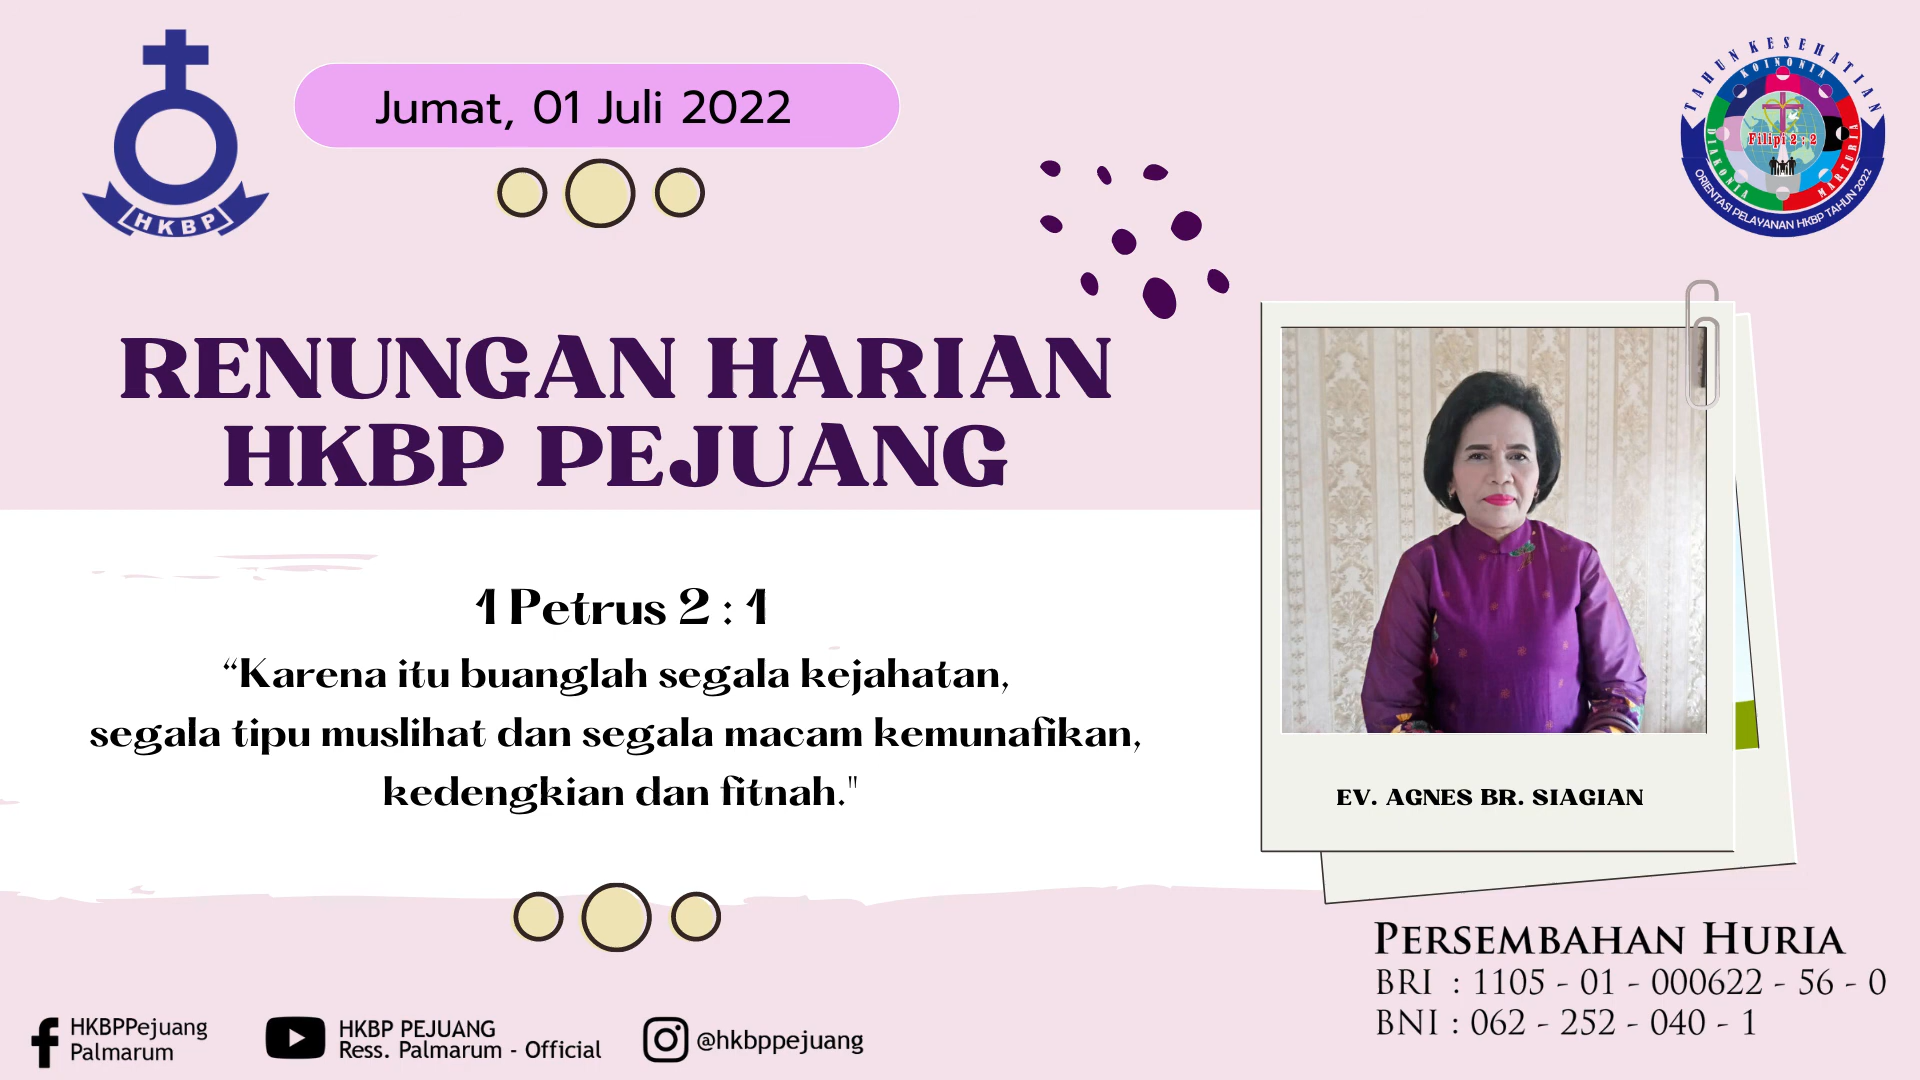 HKBP
Jumat, 01 Juli 2022
TAHUN KESEHATIAN
KOINONIA
DIAKONIA
MARTURIA
Filipi 2 : 2
ORIENTASI PELAYANAN HKBP TAHUN 2022
RENUNGAN HARIAN
HKBP PEJUANG
1 Petrus 2 : 1
“Karena itu buanglah segala kejahatan,
segala tipu muslihat dan segala macam kemunafikan,
kedengkian dan fitnah."
EV. AGNES BR. SIAGIAN
PERSEMBAHAN HURIA
BRI : 1105 - 01 - 000622 - 56 - 0
BNI : 062 - 252 - 040 - 1
HKBPPejuang
Palmarum
HKBP PEJUANG
Ress. Palmarum - Official
@hkbppejuang